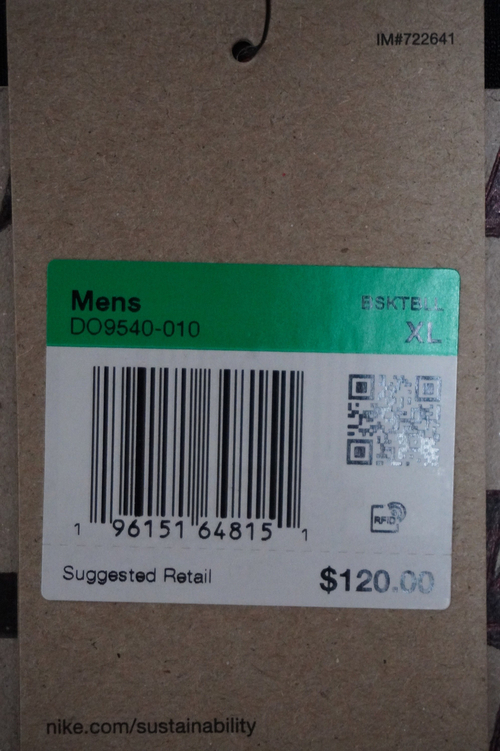 IM#722641
Mens
BSKTBLL
DO9540-010
XL
RFID
1 96151 64815 1
Suggested Retail $120.00
nike.com/sustainability